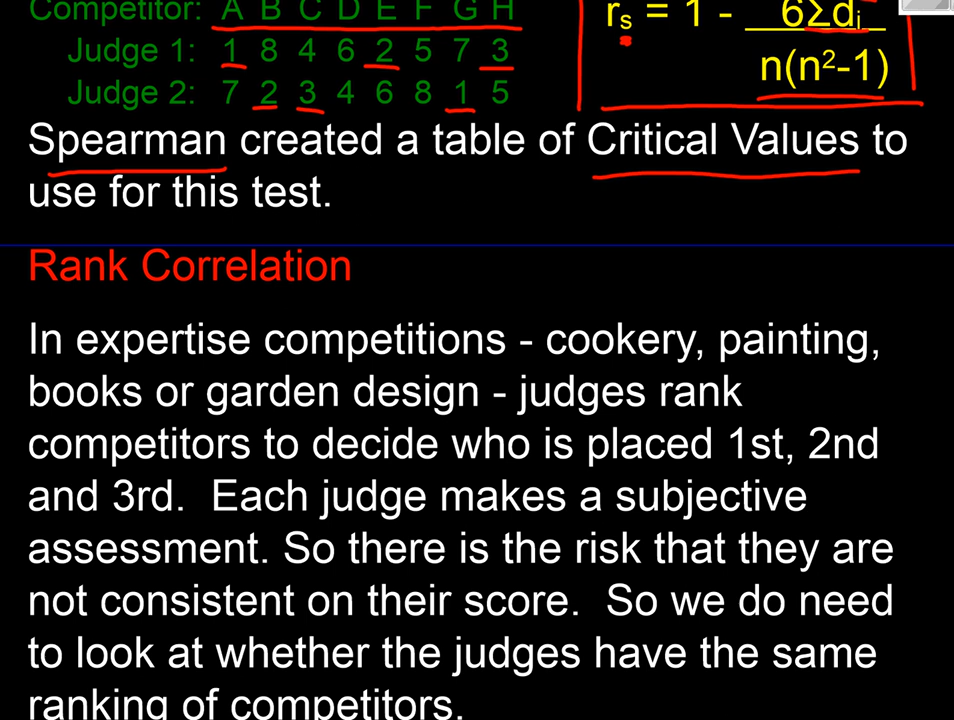 Competitor: A B C D E F G H
Judge 1: 1 8 4 6 2 5 7 3
Judge 2: 7 2 3 4 6 8 1 5
rₛ = 1 - 6Σdᵢ
n(n²-1)
Spearman created a table of Critical Values to
use for this test.
Rank Correlation
In expertise competitions - cookery, painting,
books or garden design - judges rank
competitors to decide who is placed 1st, 2nd
and 3rd. Each judge makes a subjective
assessment. So there is the risk that they are
not consistent on their score. So we do need
to look at whether the judges have the same
ranking of competitors.